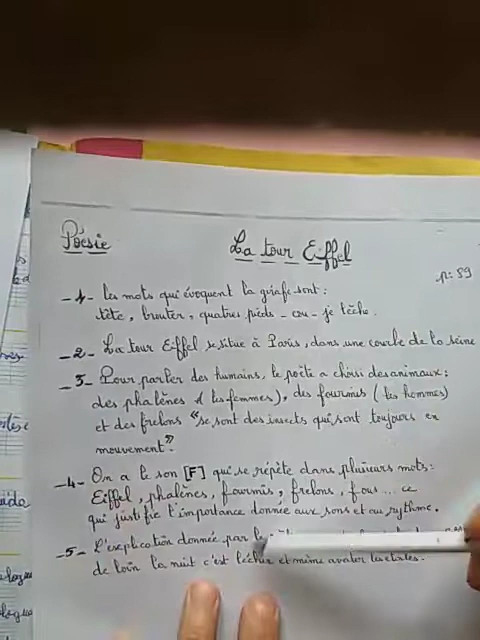 Poésie
La tour Eiffel
p: 89
-1- les mots qui évoquent la girafe sont :
tête, brouter, quatres pieds - cou - je lèche.
-2- La tour Eiffel se situe à Paris, dans une courbe de la seine
-3- Pour parler des humains, le poète a choisi des animaux :
des phalènes (les femmes), des fourmis (les hommes)
et des frelons "se sont des insects qui sont toujours en
mouvement".
-4- On a le son [F] qui se répète dans plusieurs mots :
Eiffel, phalènes, fourmis, frelons, fous ... ce
qui justifie l'importance donnée aux sons et au rythme.
-5- L'explication donnée par le
de loin la nuit c'est lécher et même avaler les étoiles.